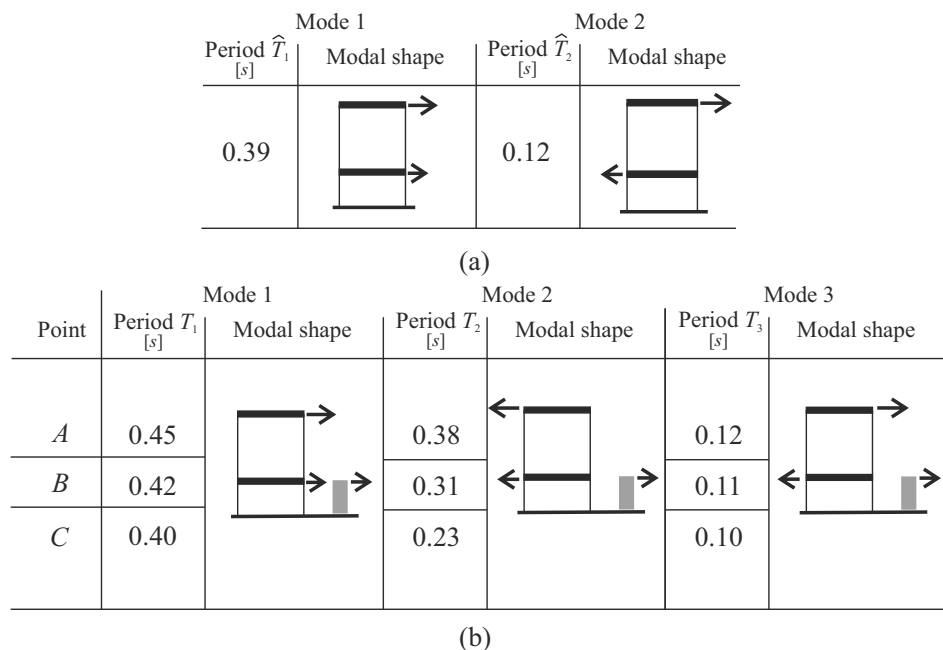 Mode 1 Mode 2
Period T̂₁ [s] Modal shape Period T̂₂ [s] Modal shape
0.39 0.12
(a)
Mode 1 Mode 2 Mode 3
Point Period T₁ [s] Modal shape Period T₂ [s] Modal shape Period T₃ [s] Modal shape
A 0.45 0.38 0.12
B 0.42 0.31 0.11
C 0.40 0.23 0.10
(b)